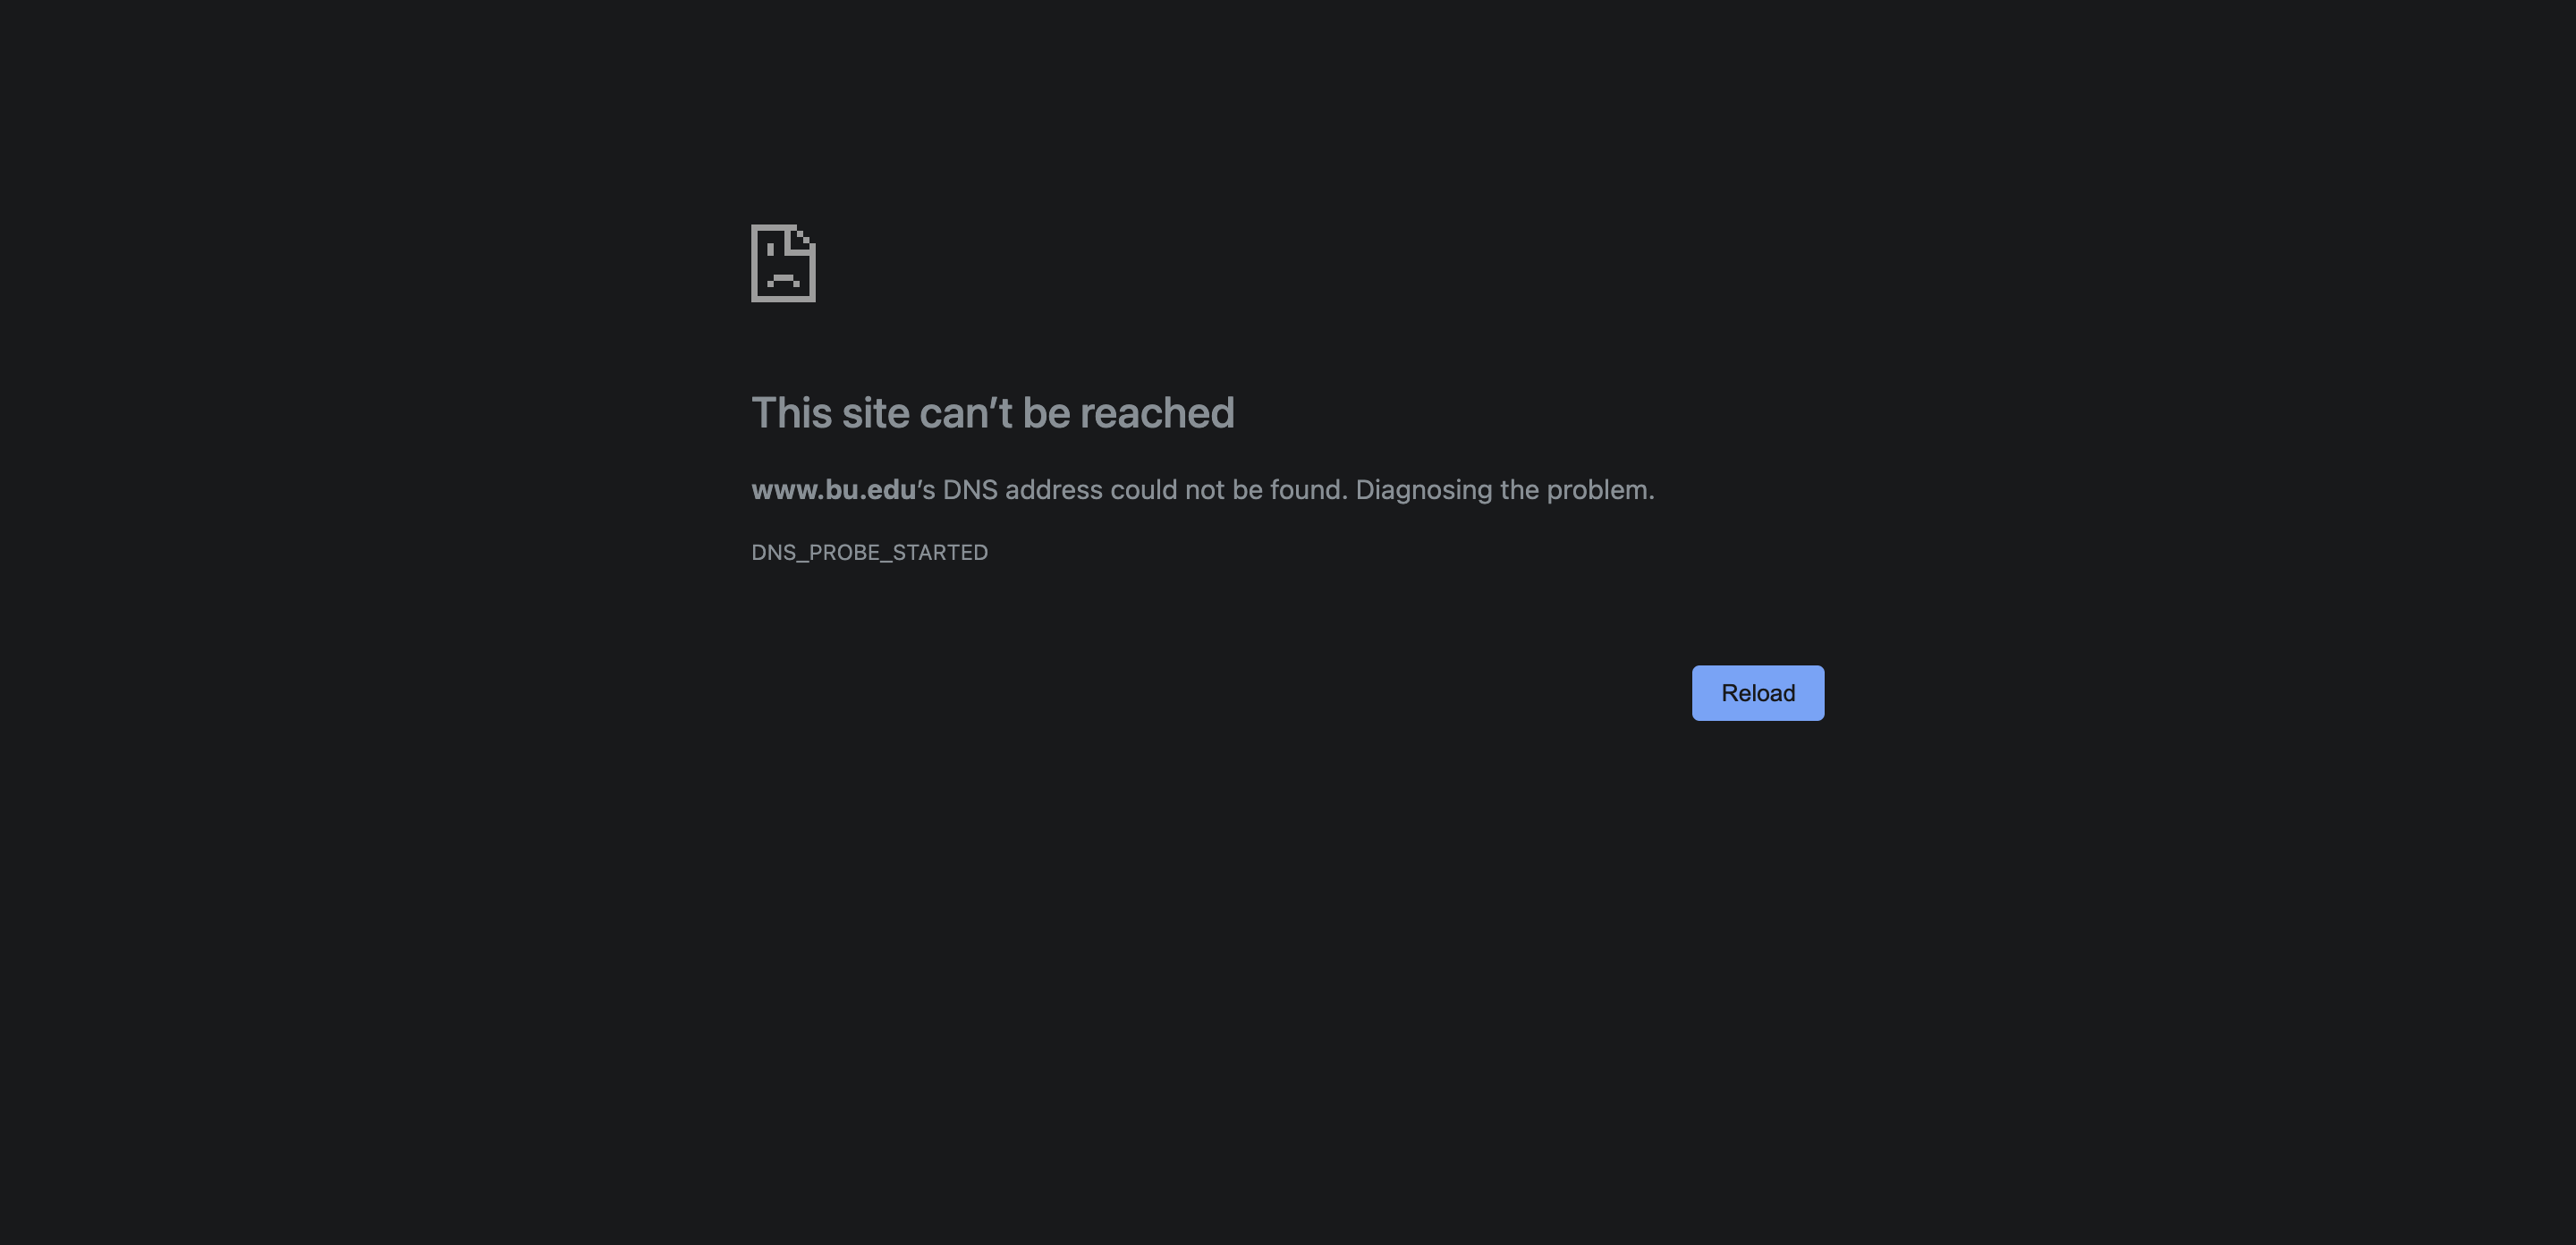 This site can’t be reached
www.bu.edu’s DNS address could not be found. Diagnosing the problem.
DNS_PROBE_STARTED
Reload